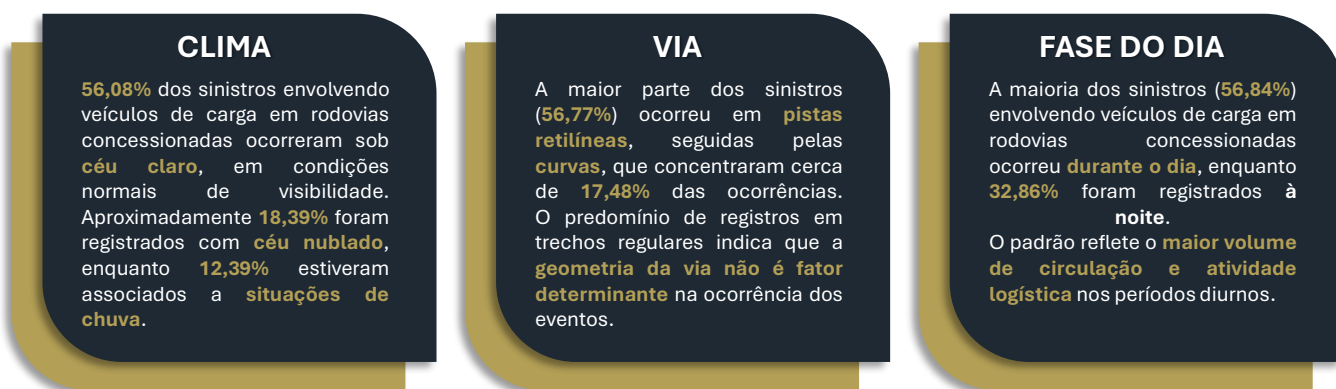 CLIMA
56,08% dos sinistros envolvendo
veículos de carga em rodovias
concessionadas ocorreram sob
céu claro, em condições
normais de visibilidade.
Aproximadamente 18,39% foram
registrados com céu nublado,
enquanto 12,39% estiveram
associados a situações de
chuva.
VIA
A maior parte dos sinistros
(56,77%) ocorreu em pistas
retilíneas, seguidas pelas
curvas, que concentraram cerca
de 17,48% das ocorrências.
O predomínio de registros em
trechos regulares indica que a
geometria da via não é fator
determinante na ocorrência dos
eventos.
FASE DO DIA
A maioria dos sinistros (56,84%)
envolvendo veículos de carga em
rodovias concessionadas
ocorreu durante o dia, enquanto
32,86% foram registrados à
noite.
O padrão reflete o maior volume
de circulação e atividade
logística nos períodos diurnos.